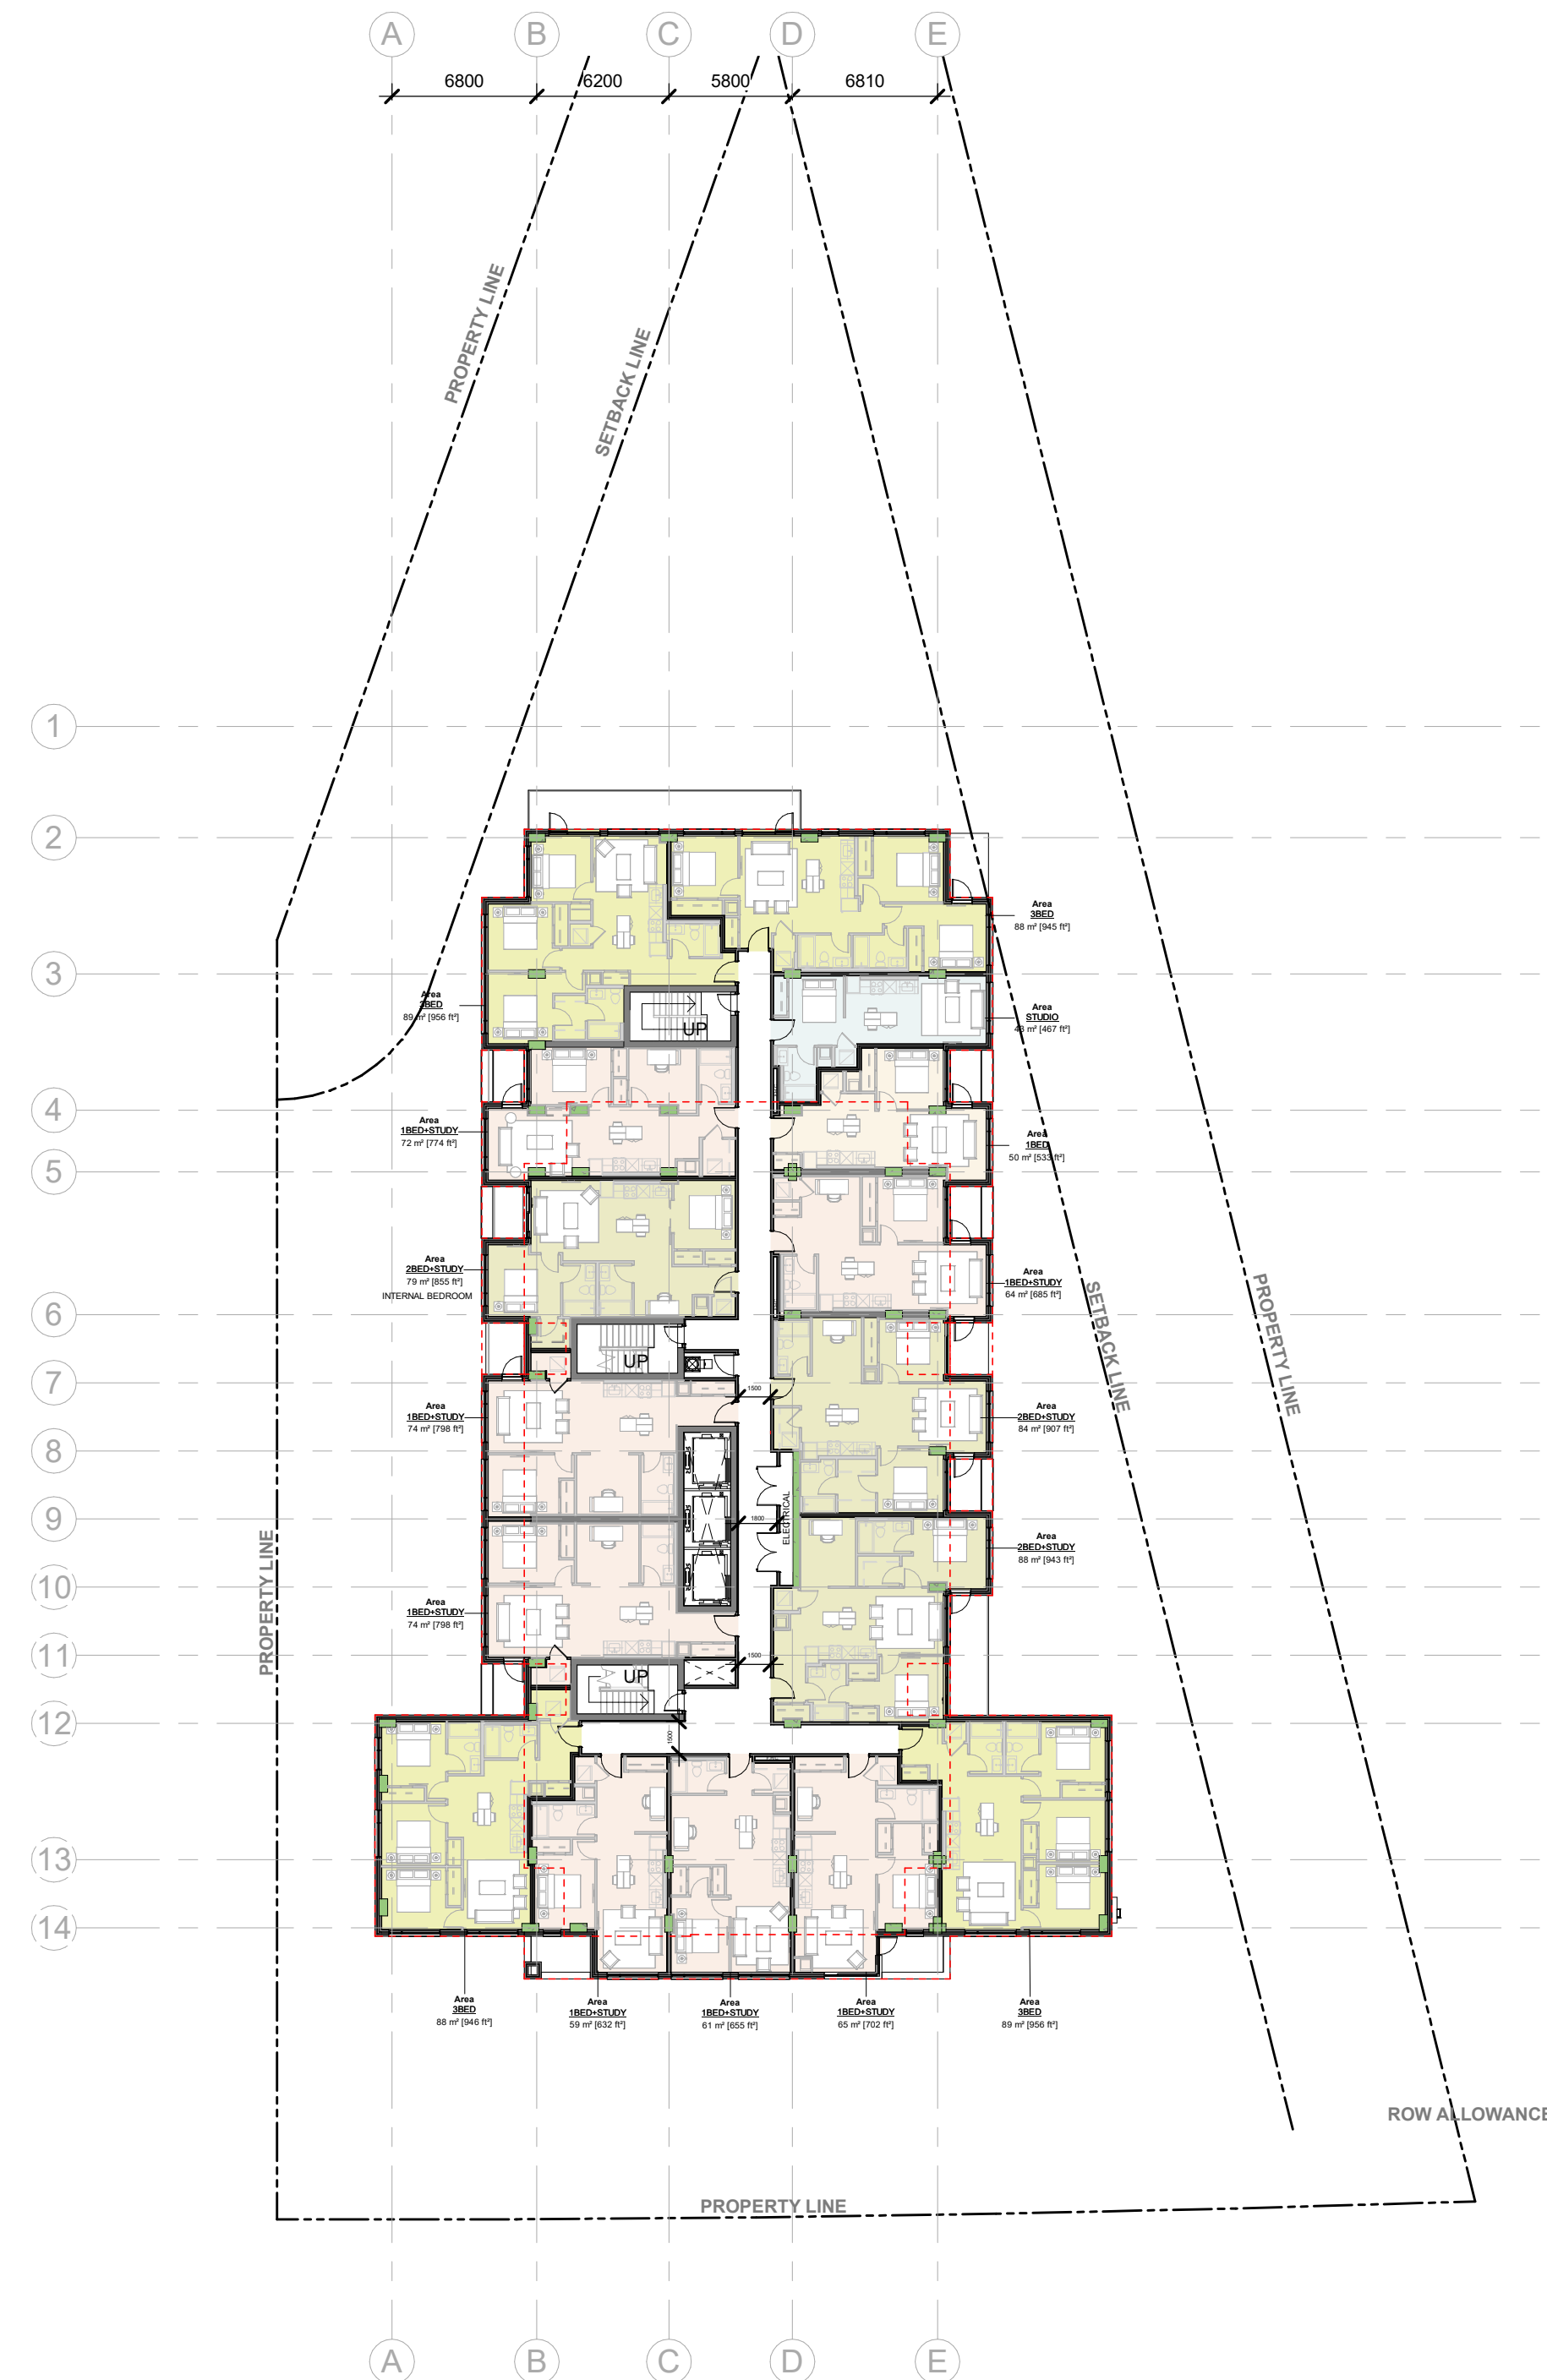 A B C D E
6800 6200 5800 6810
PROPERTY LINE
SETBACK LINE
1
2
Area
3BED
88 m² [945 ft²]
3
Area
3BED
89 m² [956 ft²]
UP
Area
STUDIO
43 m² [467 ft²]
4
Area
1BED+STUDY
72 m² [774 ft²]
Area
1BED
50 m² [533 ft²]
5
Area
2BED+STUDY
79 m² [855 ft²]
INTERNAL BEDROOM
Area
1BED+STUDY
64 m² [685 ft²]
SETBACK LINE
PROPERTY LINE
6
UP
7
1500
Area
1BED+STUDY
74 m² [798 ft²]
Area
2BED+STUDY
84 m² [907 ft²]
8
9
1800
ELECTRICAL
Area
2BED+STUDY
88 m² [943 ft²]
PROPERTY LINE
10
Area
1BED+STUDY
74 m² [798 ft²]
11
1500
UP
12
1500
13
14
Area
3BED
88 m² [946 ft²]
Area
1BED+STUDY
59 m² [632 ft²]
Area
1BED+STUDY
61 m² [655 ft²]
Area
1BED+STUDY
65 m² [702 ft²]
Area
3BED
89 m² [956 ft²]
ROW ALLOWANCE
PROPERTY LINE
A B C D E